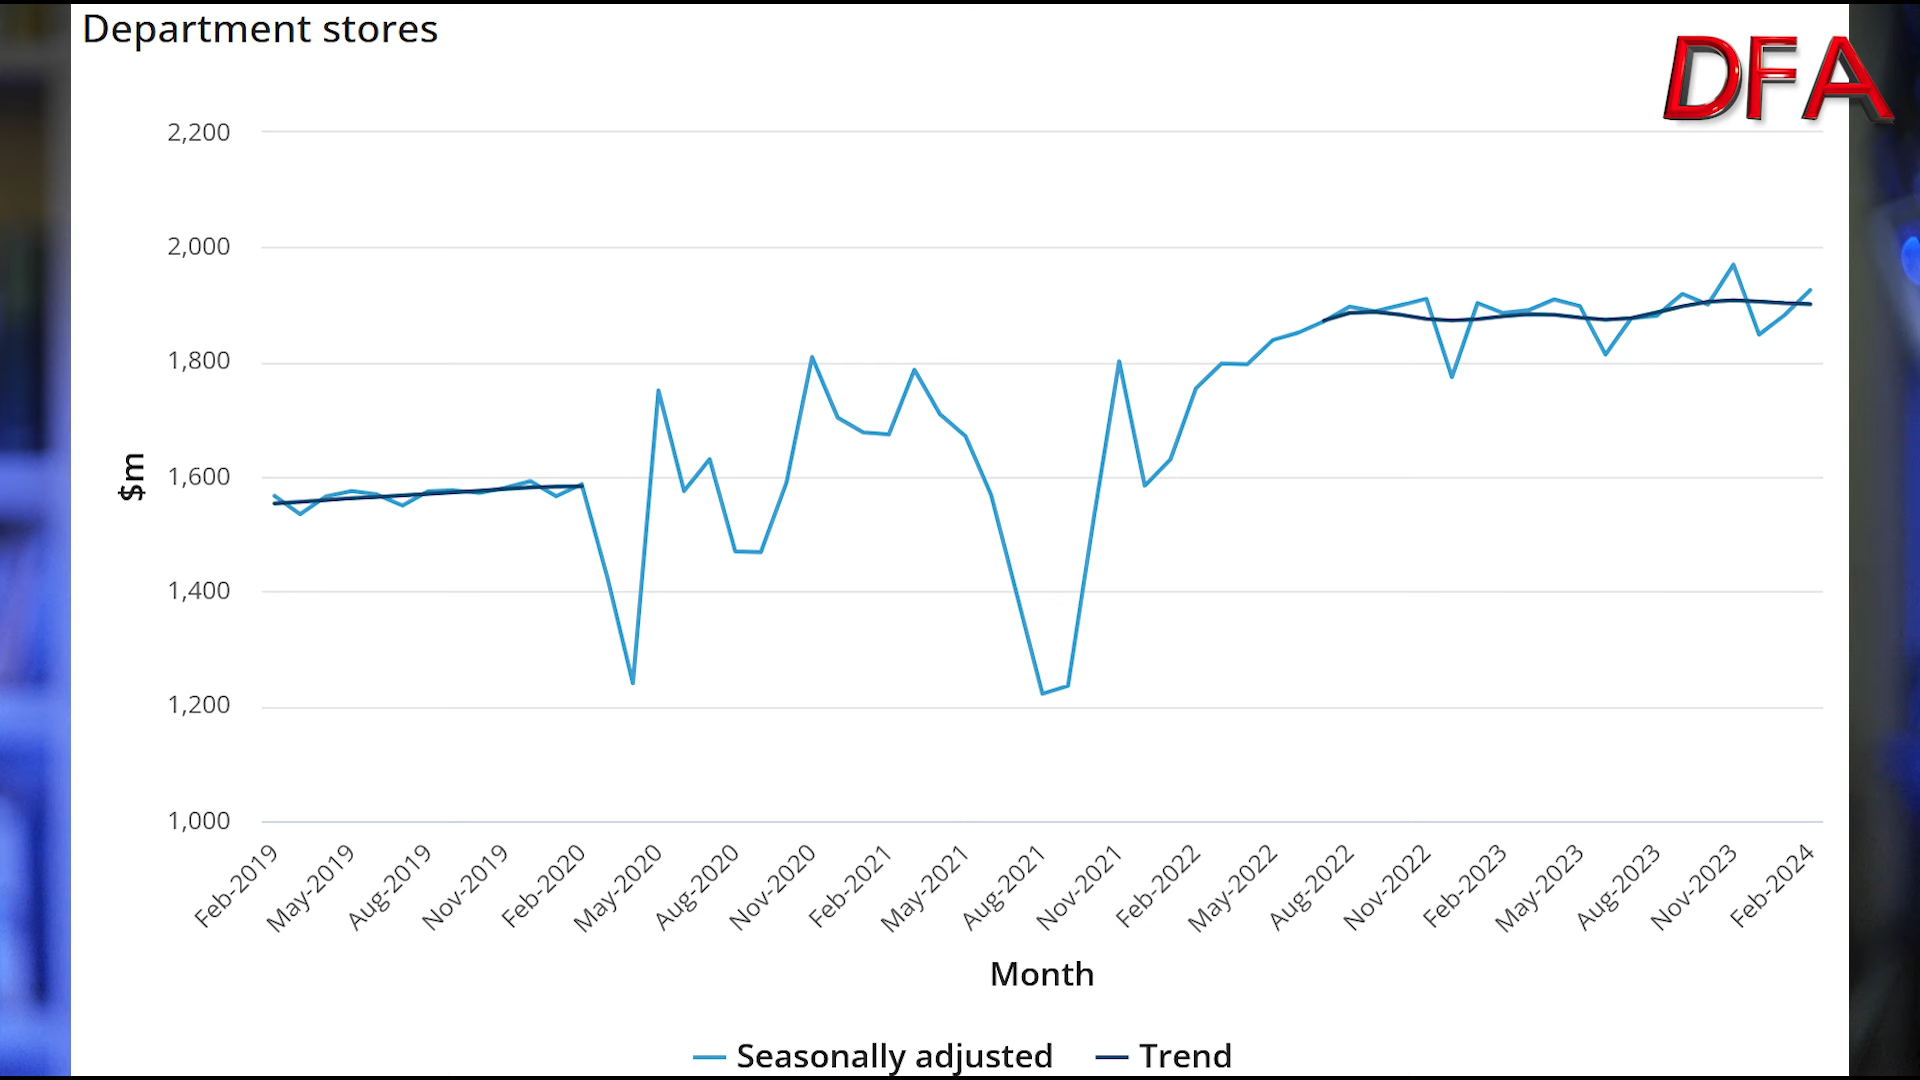 Department stores
DFA
2,200
2,000
1,800
1,600
1,400
1,200
1,000
$m
Feb-2019
May-2019
Aug-2019
Nov-2019
Feb-2020
May-2020
Aug-2020
Nov-2020
Feb-2021
May-2021
Aug-2021
Nov-2021
Feb-2022
May-2022
Aug-2022
Nov-2022
Feb-2023
May-2023
Aug-2023
Nov-2023
Feb-2024
Month
Seasonally adjusted
Trend